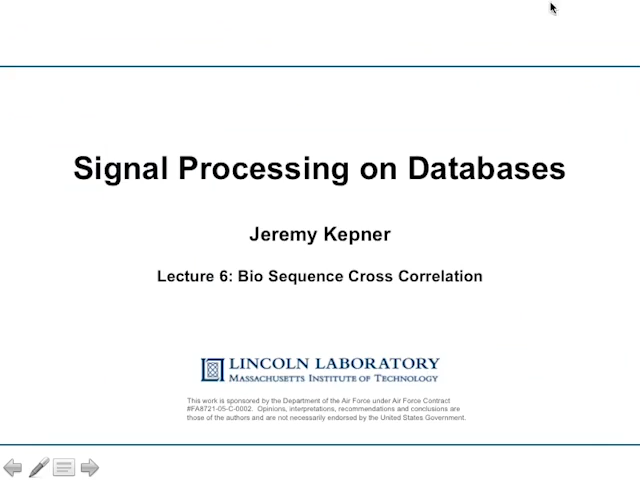 Signal Processing on Databases
Jeremy Kepner
Lecture 6: Bio Sequence Cross Correlation
LINCOLN LABORATORY
MASSACHUSETTS INSTITUTE OF TECHNOLOGY
This work is sponsored by the Department of the Air Force under Air Force Contract
#FA8721-05-C-0002. Opinions, interpretations, recommendations and conclusions are
those of the authors and are not necessarily endorsed by the United States Government.